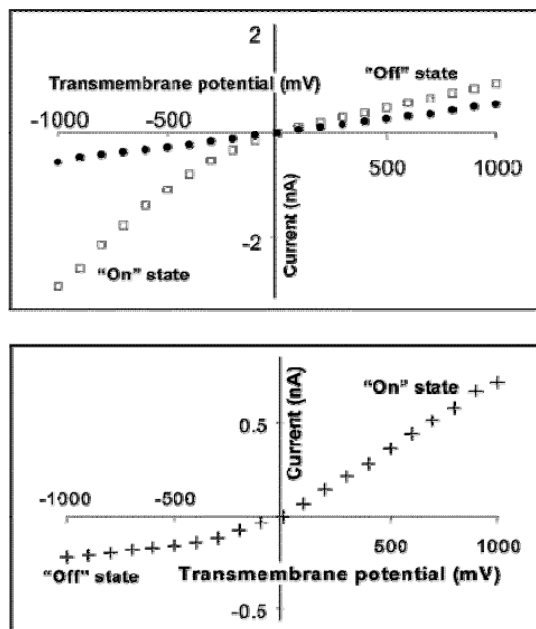 2
"Off" state
Transmembrane potential (mV)
-1000
-500
500
1000
Current (nA)
-2
"On" state
"On" state
Current (nA)
0.5
-1000
-500
500
1000
"Off" state
Transmembrane potential (mV)
-0.5